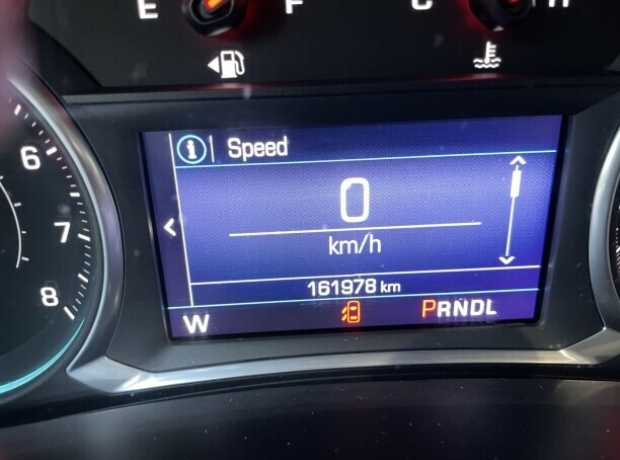 E F C H
6
7
8
Speed
0
km/h
161978 km
W PRNDL